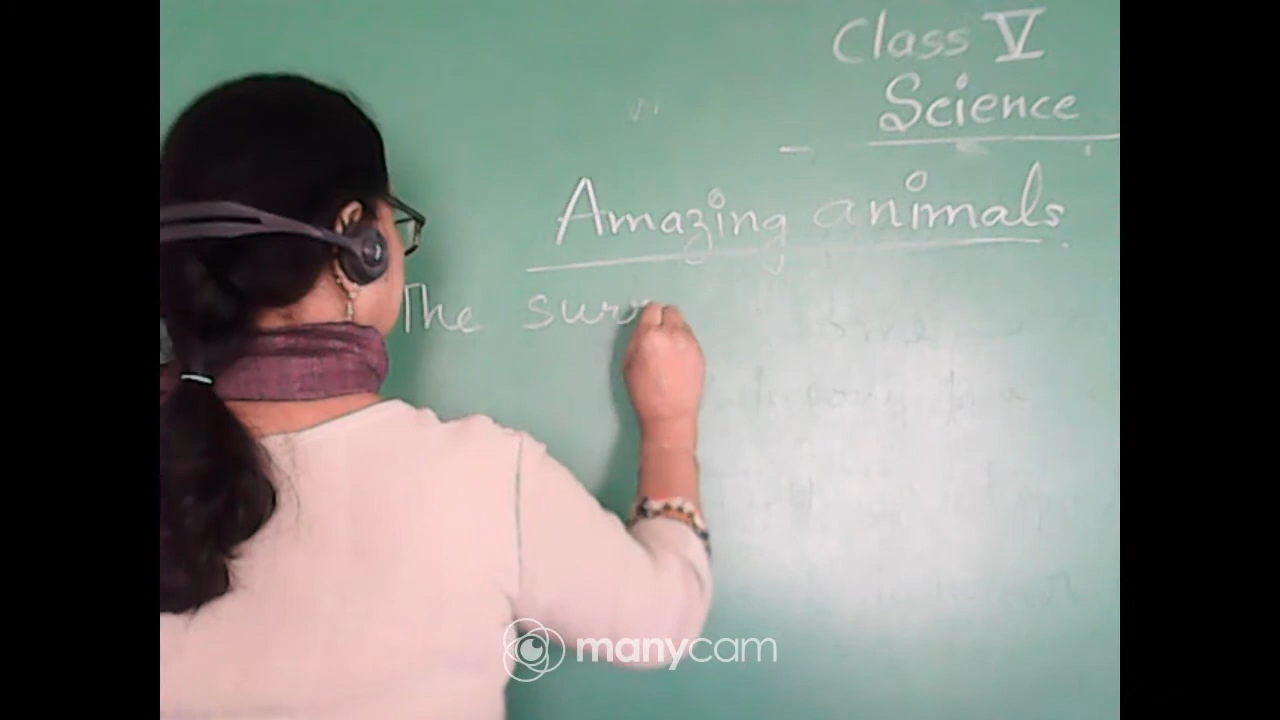 Class V
Science
Amazing animals.
The surv
manycam